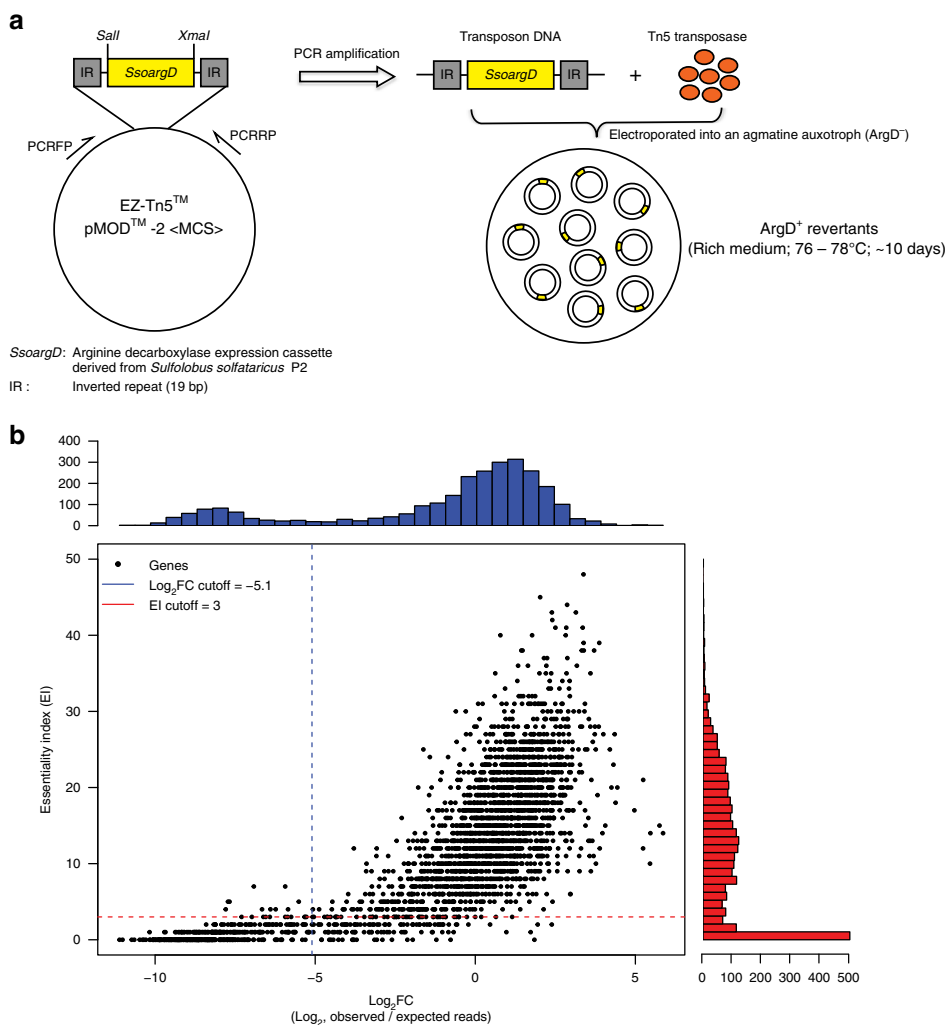 a
SalI
XmaI
IR
SsoargD
IR
PCR amplification
Transposon DNA
Tn5 transposase
IR
SsoargD
IR
+
PCRFP
PCRRP
Electroporated into an agmatine auxotroph (ArgD⁻)
EZ-Tn5™
pMOD™ -2 <MCS>
ArgD⁺ revertants
(Rich medium; 76 – 78°C; ~10 days)
SsoargD: Arginine decarboxylase expression cassette
derived from Sulfolobus solfataricus P2
IR : Inverted repeat (19 bp)
b
400
300
200
100
0
50
40
30
20
10
0
Essentiality index (EI)
Genes
Log₂FC cutoff = −5.1
EI cutoff = 3
−10
−5
0
5
Log₂FC
(Log₂, observed / expected reads)
0 100 200 300 400 500